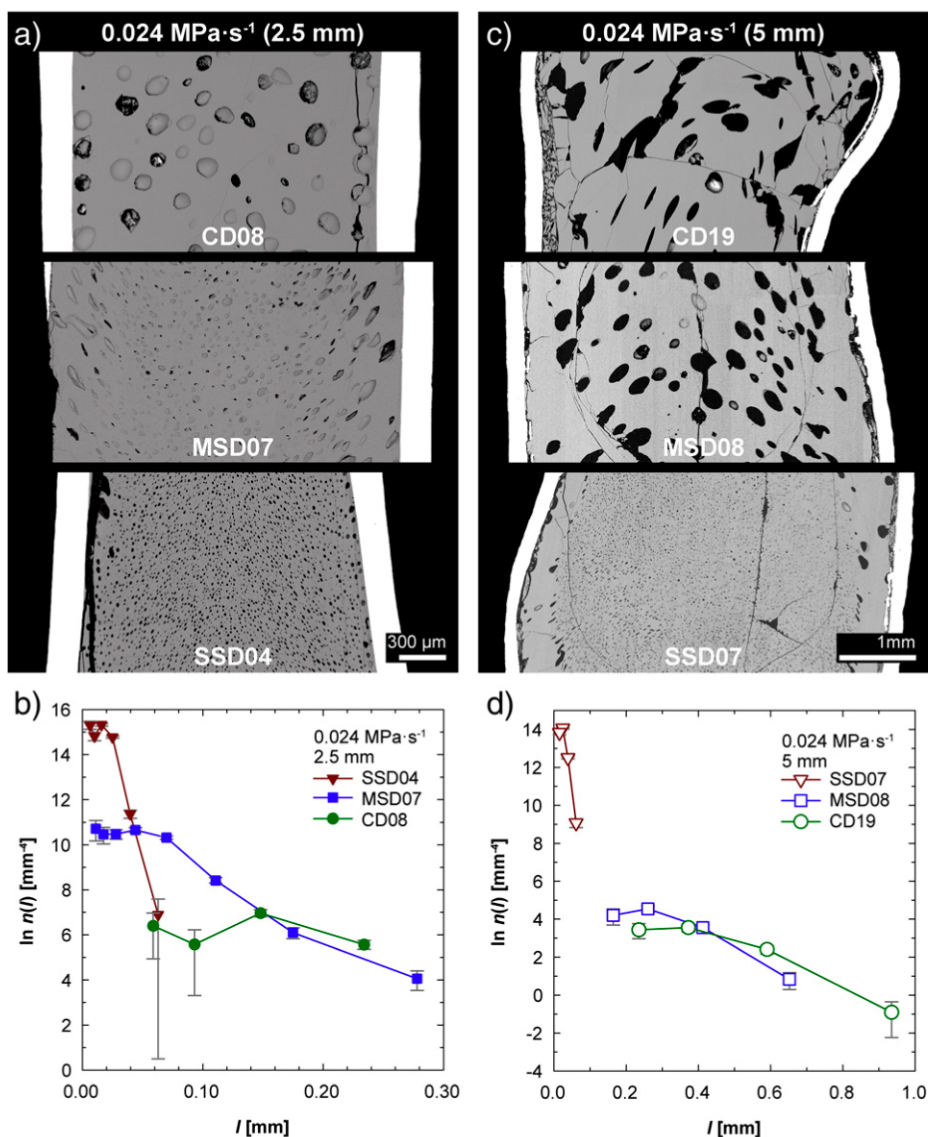 a)
0.024 MPa·s⁻¹ (2.5 mm)
CD08
MSD07
SSD04
300 µm
c)
0.024 MPa·s⁻¹ (5 mm)
CD19
MSD08
SSD07
1mm
b)
16
14
12
10
8
6
4
2
0
ln n(l) [mm⁻⁴]
0.024 MPa·s⁻¹
2.5 mm
SSD04
MSD07
CD08
0.00 0.10 0.20 0.30
l [mm]
d)
14
12
10
8
6
4
2
0
-2
-4
ln n(l) [mm⁻⁴]
0.024 MPa·s⁻¹
5 mm
SSD07
MSD08
CD19
0.0 0.2 0.4 0.6 0.8 1.0
l [mm]